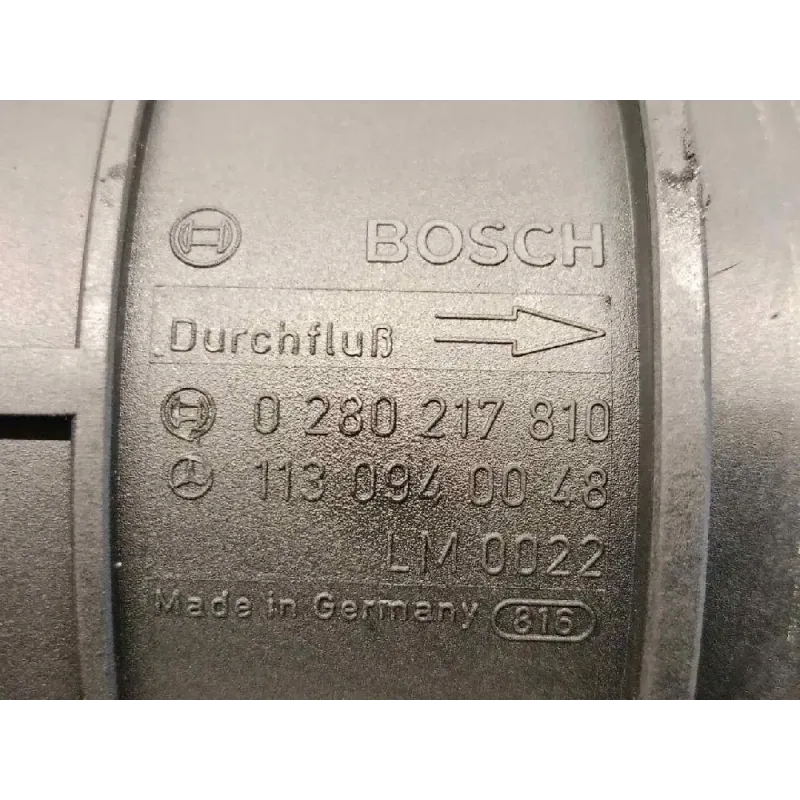 BOSCH
Durchfluß
0 280 217 810
113 094 00 48
LM 0022
Made in Germany 816